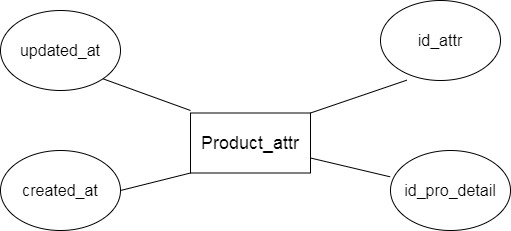 updated_at
id_attr
Product_attr
created_at
id_pro_detail